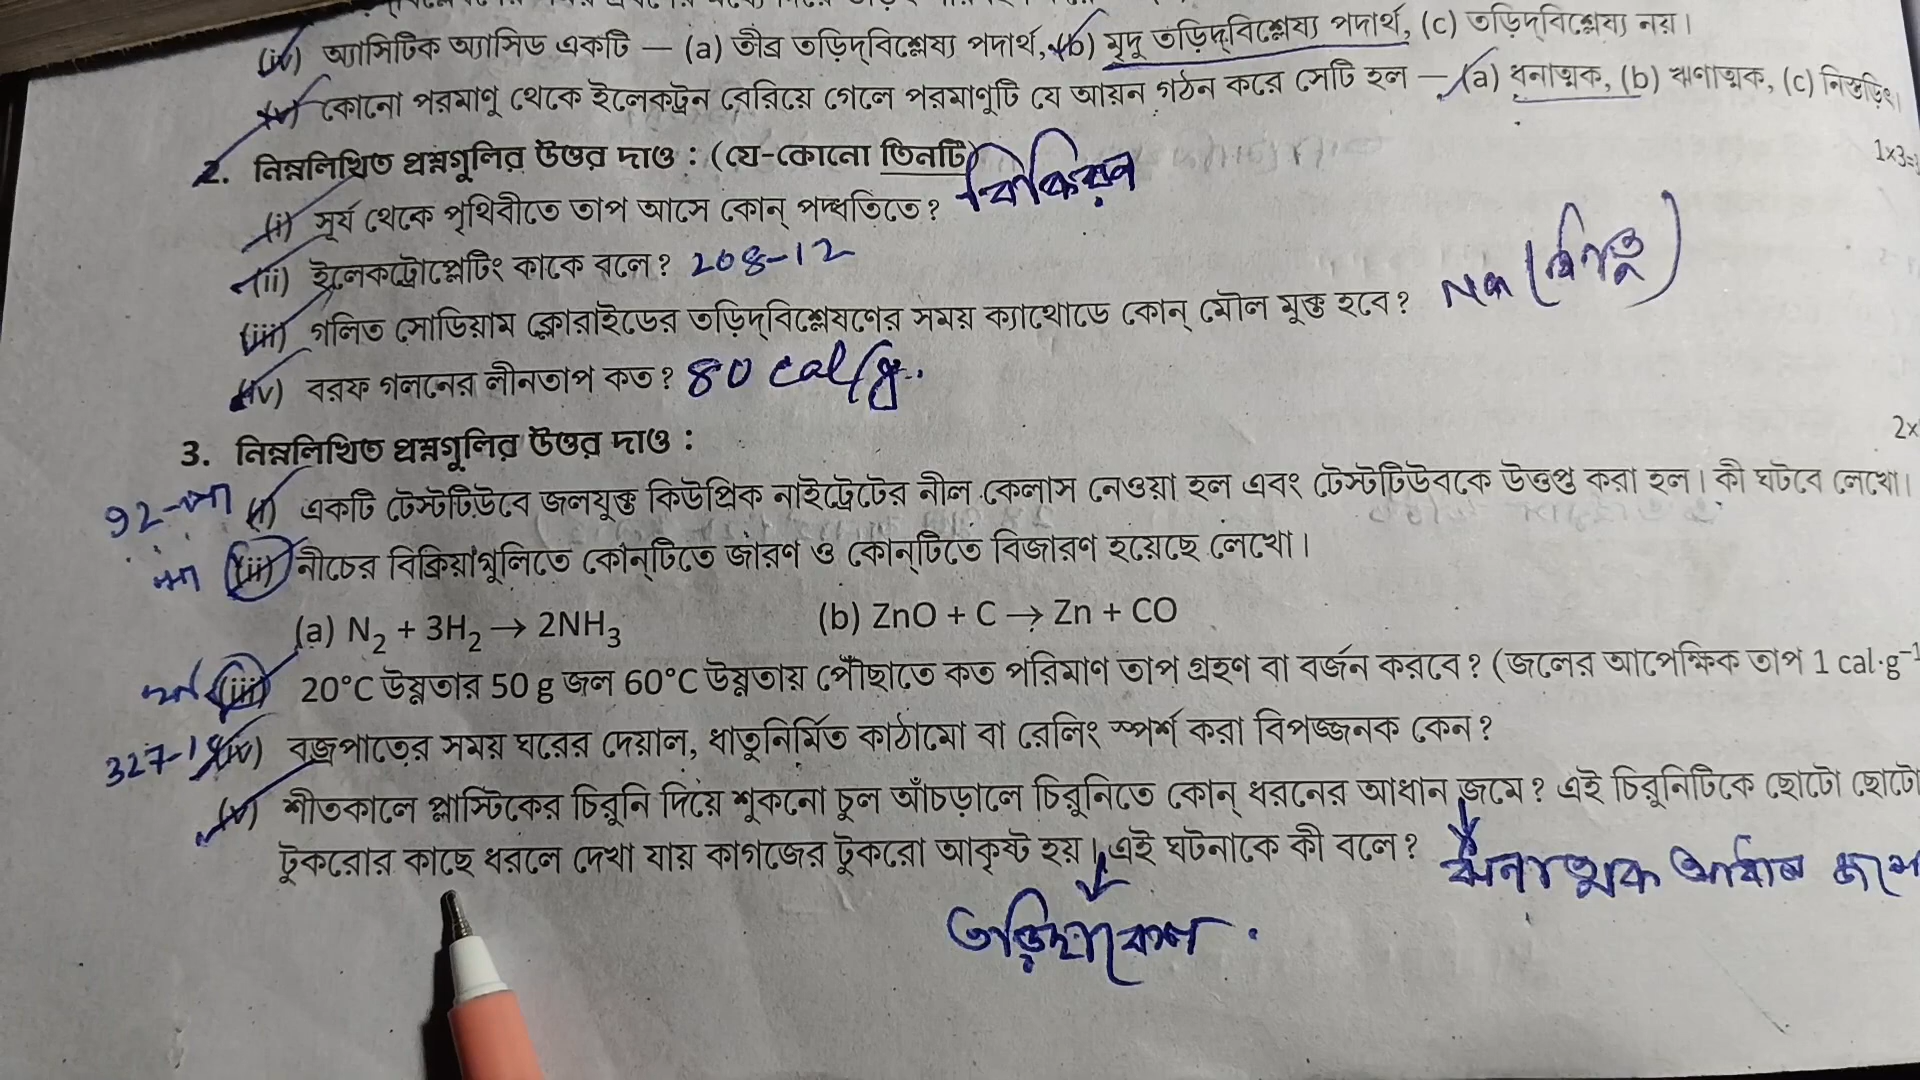 (iv) অ্যাসিটিক অ্যাসিড একটি — (a) তীব্র তড়িদ্‌বিশ্লেষ্য পদার্থ, (b) মৃদু তড়িদ্‌বিশ্লেষ্য পদার্থ, (c) তড়িদ্‌বিশ্লেষ্য নয়।
(v) কোনো পরমাণু থেকে ইলেকট্রন বেরিয়ে গেলে পরমাণুটি যে আয়ন গঠন করে সেটি হল — (a) ধনাত্মক, (b) ঋণাত্মক, (c) নিস্তড়িৎ।
2. নিম্নলিখিত প্রশ্নগুলির উত্তর দাও : (যে-কোনো তিনটি) 1×3=
(i) সূর্য থেকে পৃথিবীতে তাপ আসে কোন্ পদ্ধতিতে? বিকিরণ
(ii) ইলেকট্রোপ্লেটিং কাকে বলে? 208-12
(iii) গলিত সোডিয়াম ক্লোরাইডের তড়িদ্‌বিশ্লেষণের সময় ক্যাথোডে কোন্ মৌল মুক্ত হবে? Na
(iv) বরফ গলনের লীনতাপ কত? 80 cal/g.
3. নিম্নলিখিত প্রশ্নগুলির উত্তর দাও : 2×
92- (i) একটি টেস্টটিউবে জলযুক্ত কিউপ্রিক নাইট্রেটের নীল কেলাস নেওয়া হল এবং টেস্টটিউবকে উত্তপ্ত করা হল। কী ঘটবে লেখো।
(ii) নীচের বিক্রিয়াগুলিতে কোন্‌টিতে জারণ ও কোন্‌টিতে বিজারণ হয়েছে লেখো।
(a) N₂ + 3H₂ → 2NH₃ (b) ZnO + C → Zn + CO
(iii) 20°C উষ্ণতার 50 g জল 60°C উষ্ণতায় পৌঁছাতে কত পরিমাণ তাপ গ্রহণ বা বর্জন করবে? (জলের আপেক্ষিক তাপ 1 cal·g⁻¹
(iv) বজ্রপাতের সময় ঘরের দেয়াল, ধাতুনির্মিত কাঠামো বা রেলিং স্পর্শ করা বিপজ্জনক কেন?
(v) শীতকালে প্লাস্টিকের চিরুনি দিয়ে শুকনো চুল আঁচড়ালে চিরুনিতে কোন্ ধরনের আধান জমে? এই চিরুনিটিকে ছোটো ছোটো
টুকরোর কাছে ধরলে দেখা যায় কাগজের টুকরো আকৃষ্ট হয়। এই ঘটনাকে কী বলে? ঋনাত্মক আধান জমে